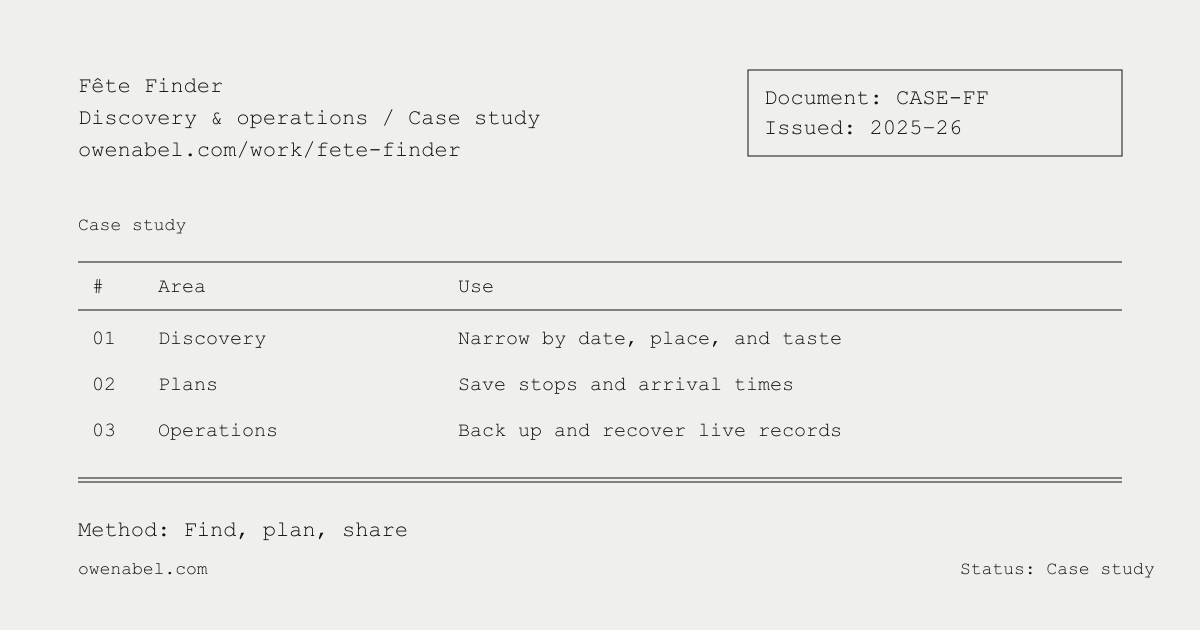 Fête Finder
Discovery & operations / Case study
owenabel.com/work/fete-finder
Document: CASE-FF
Issued: 2025–26
Case study
# Area Use
01 Discovery Narrow by date, place, and taste
02 Plans Save stops and arrival times
03 Operations Back up and recover live records
Method: Find, plan, share
owenabel.com
Status: Case study